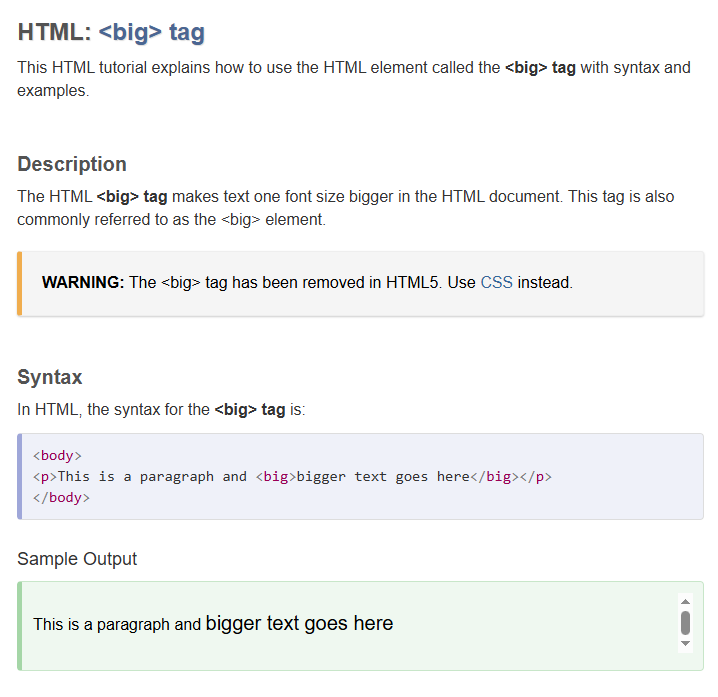 HTML: <big> tag
This HTML tutorial explains how to use the HTML element called the <big> tag with syntax and
examples.
Description
The HTML <big> tag makes text one font size bigger in the HTML document. This tag is also
commonly referred to as the <big> element.
WARNING: The <big> tag has been removed in HTML5. Use CSS instead.
Syntax
In HTML, the syntax for the <big> tag is:
<body>
<p>This is a paragraph and <big>bigger text goes here</big></p>
</body>
Sample Output
This is a paragraph and bigger text goes here